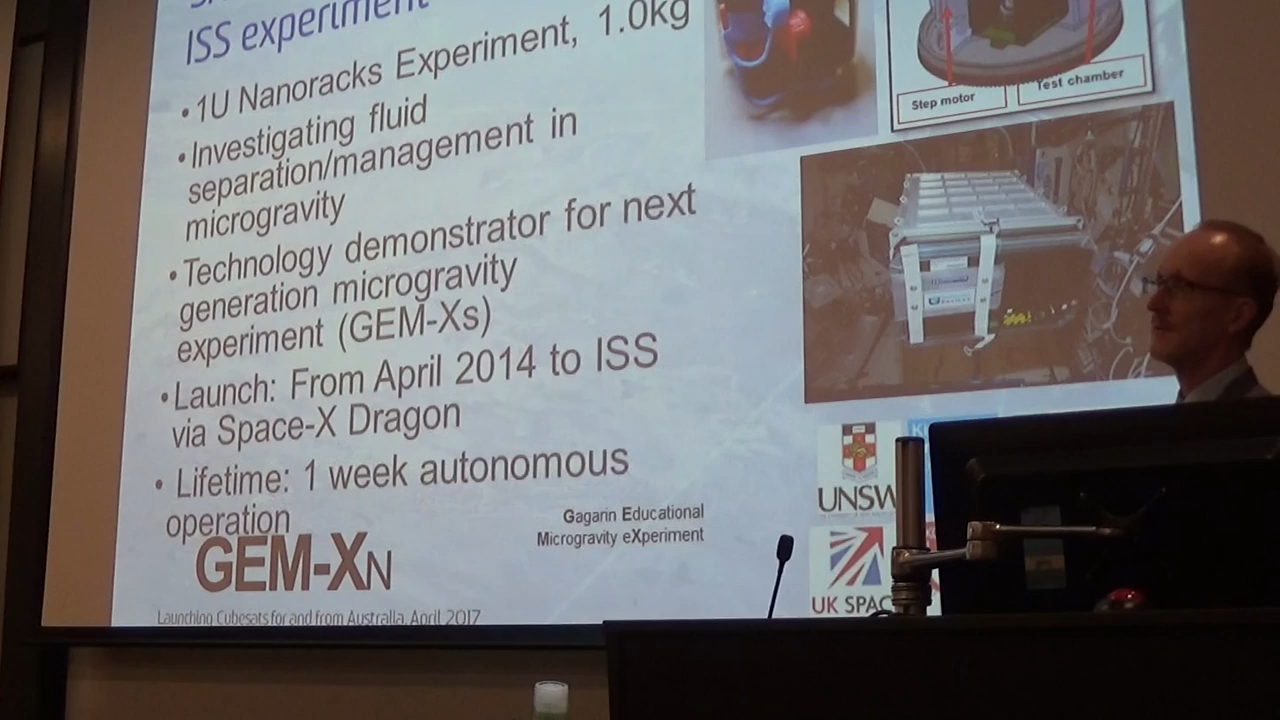 ISS experiment
•1U Nanoracks Experiment, 1.0kg
•Investigating fluid
separation/management in
microgravity
•Technology demonstrator for next
generation microgravity
experiment (GEM-Xs)
•Launch: From April 2014 to ISS
via Space-X Dragon
• Lifetime: 1 week autonomous
operation
GEM-XN
Gagarin Educational
Microgravity eXperiment
Launching Cubesats for and from Australia, April 2017
Step motor
Test chamber
UNSW
UK SPAC